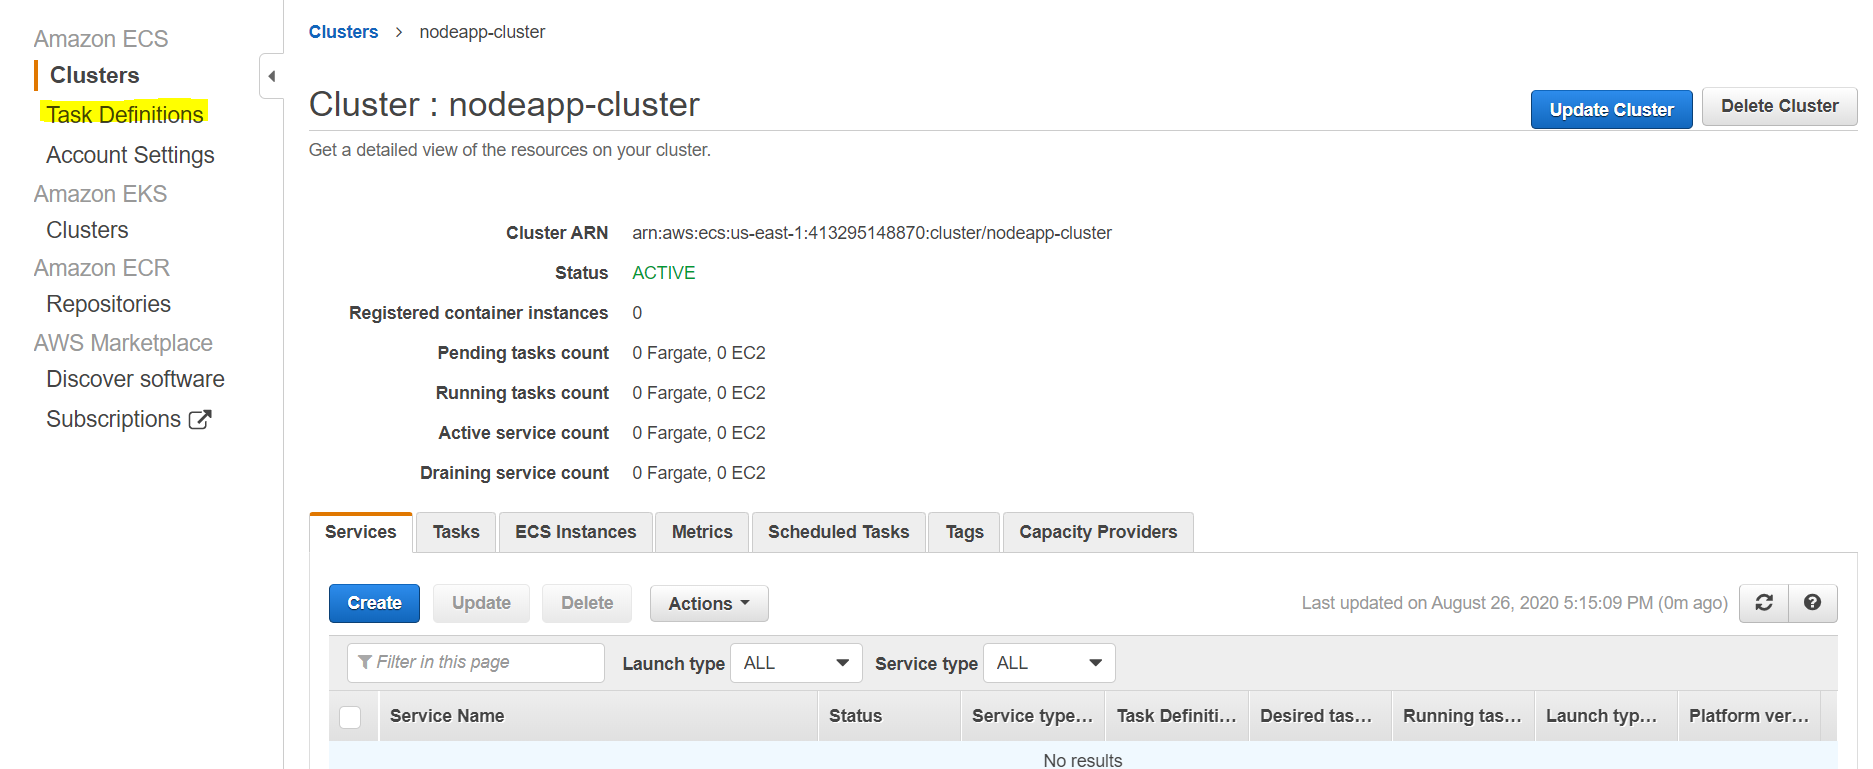 Amazon ECS
Clusters
Task Definitions
Account Settings
Amazon EKS
Clusters
Amazon ECR
Repositories
AWS Marketplace
Discover software
Subscriptions
Clusters > nodeapp-cluster
Cluster : nodeapp-cluster
Update Cluster Delete Cluster
Get a detailed view of the resources on your cluster.
Cluster ARN arn:aws:ecs:us-east-1:413295148870:cluster/nodeapp-cluster
Status ACTIVE
Registered container instances 0
Pending tasks count 0 Fargate, 0 EC2
Running tasks count 0 Fargate, 0 EC2
Active service count 0 Fargate, 0 EC2
Draining service count 0 Fargate, 0 EC2
Services Tasks ECS Instances Metrics Scheduled Tasks Tags Capacity Providers
Create Update Delete Actions Last updated on August 26, 2020 5:15:09 PM (0m ago)
Filter in this page Launch type ALL Service type ALL
Service Name Status Service type... Task Definiti... Desired tas... Running tas... Launch typ... Platform ver...
No results